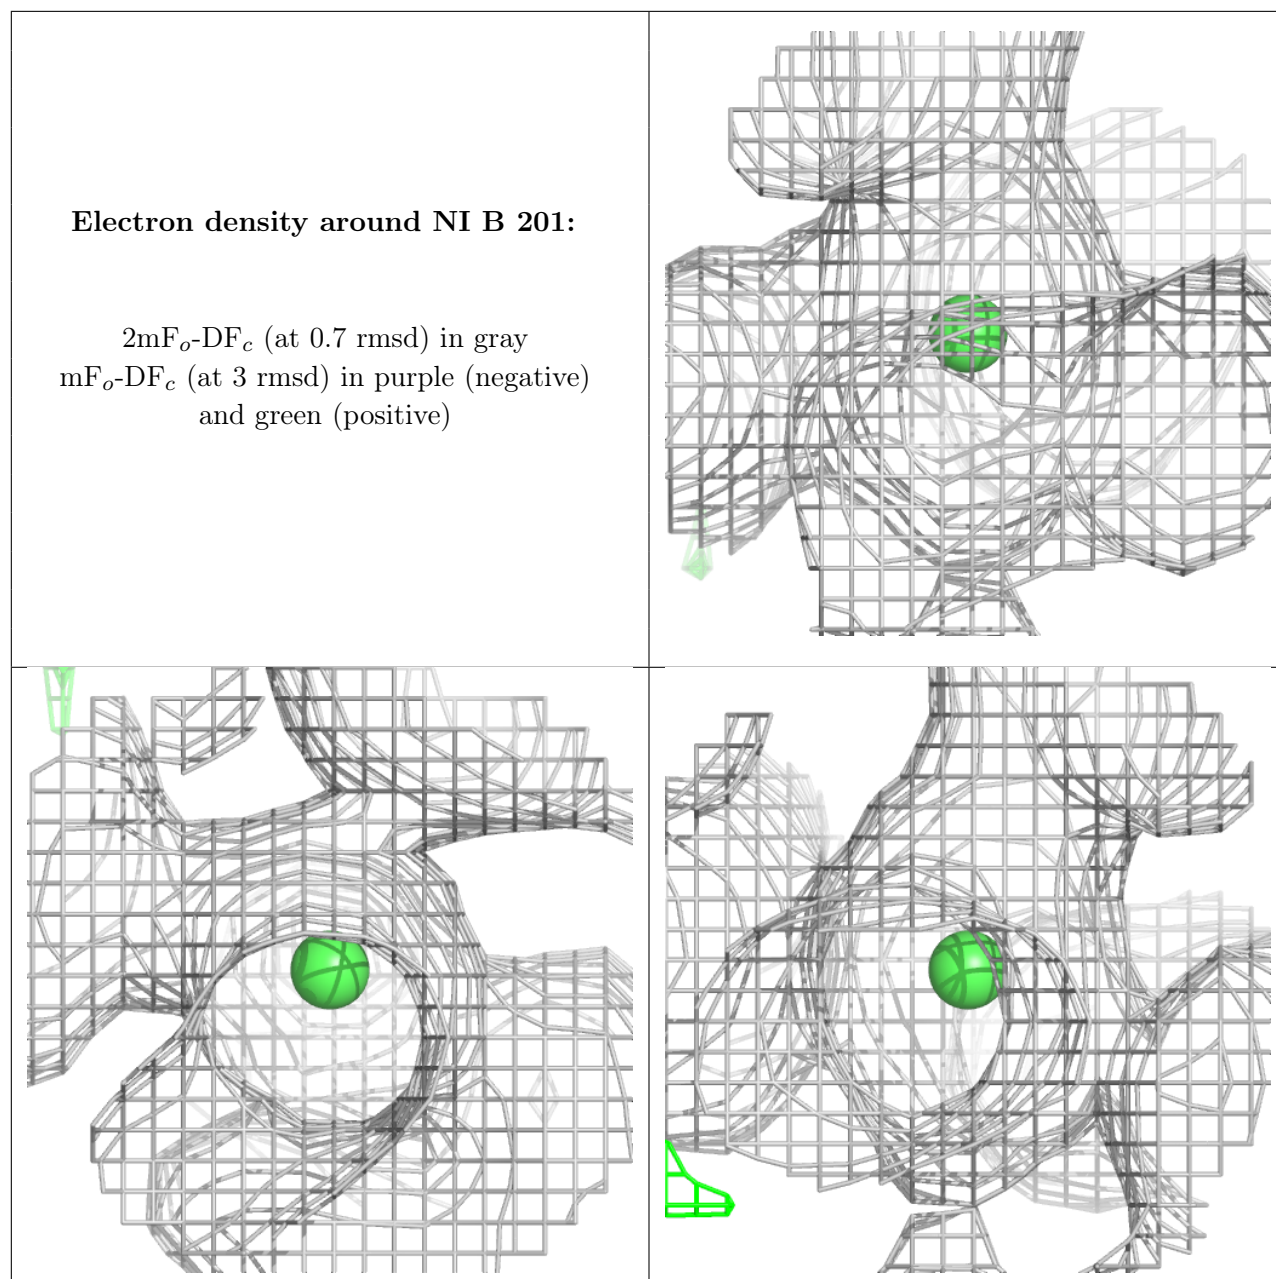 Electron density around NI B 201:
2mFo-DFc (at 0.7 rmsd) in gray
mFo-DFc (at 3 rmsd) in purple (negative)
and green (positive)